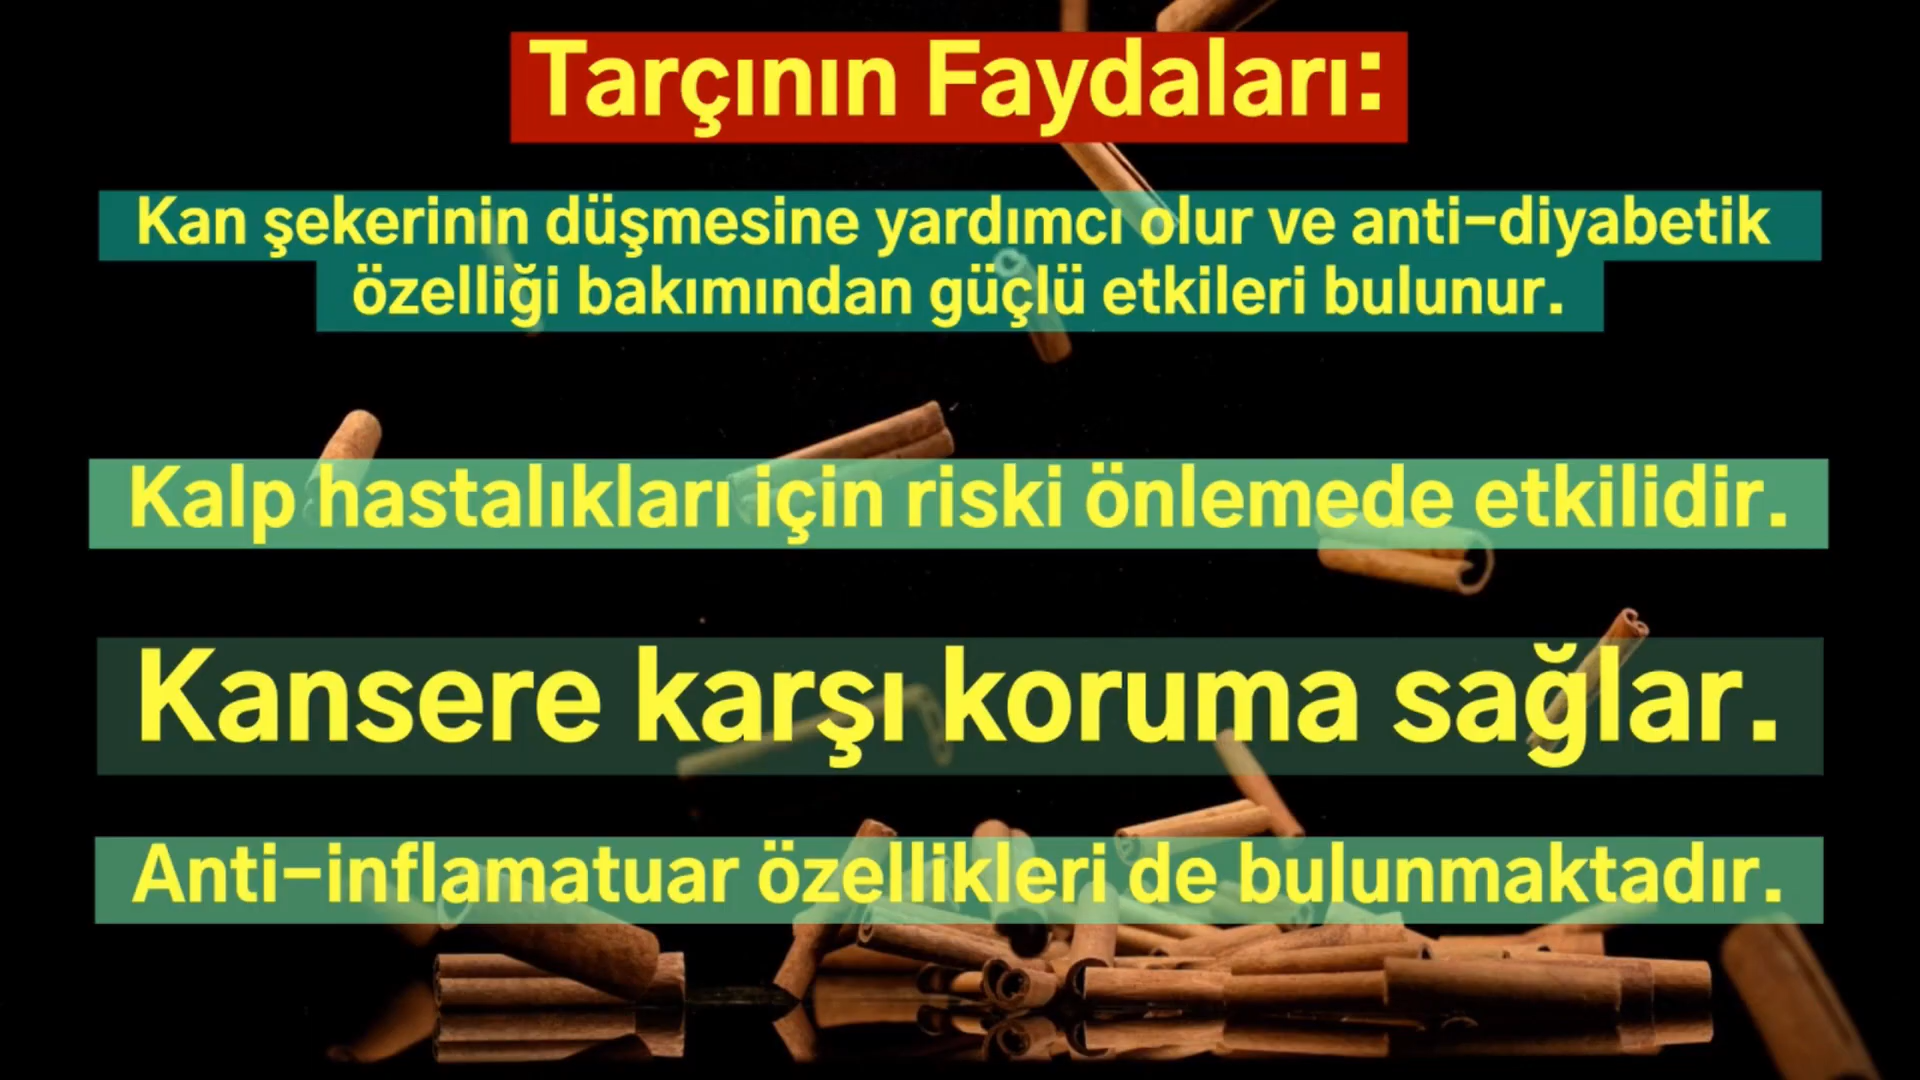 Tarçının Faydaları:
Kan şekerinin düşmesine yardımcı olur ve anti-diyabetik
özelliği bakımından güçlü etkileri bulunur.
Kalp hastalıkları için riski önlemede etkilidir.
Kansere karşı koruma sağlar.
Anti-inflamatuar özellikleri de bulunmaktadır.